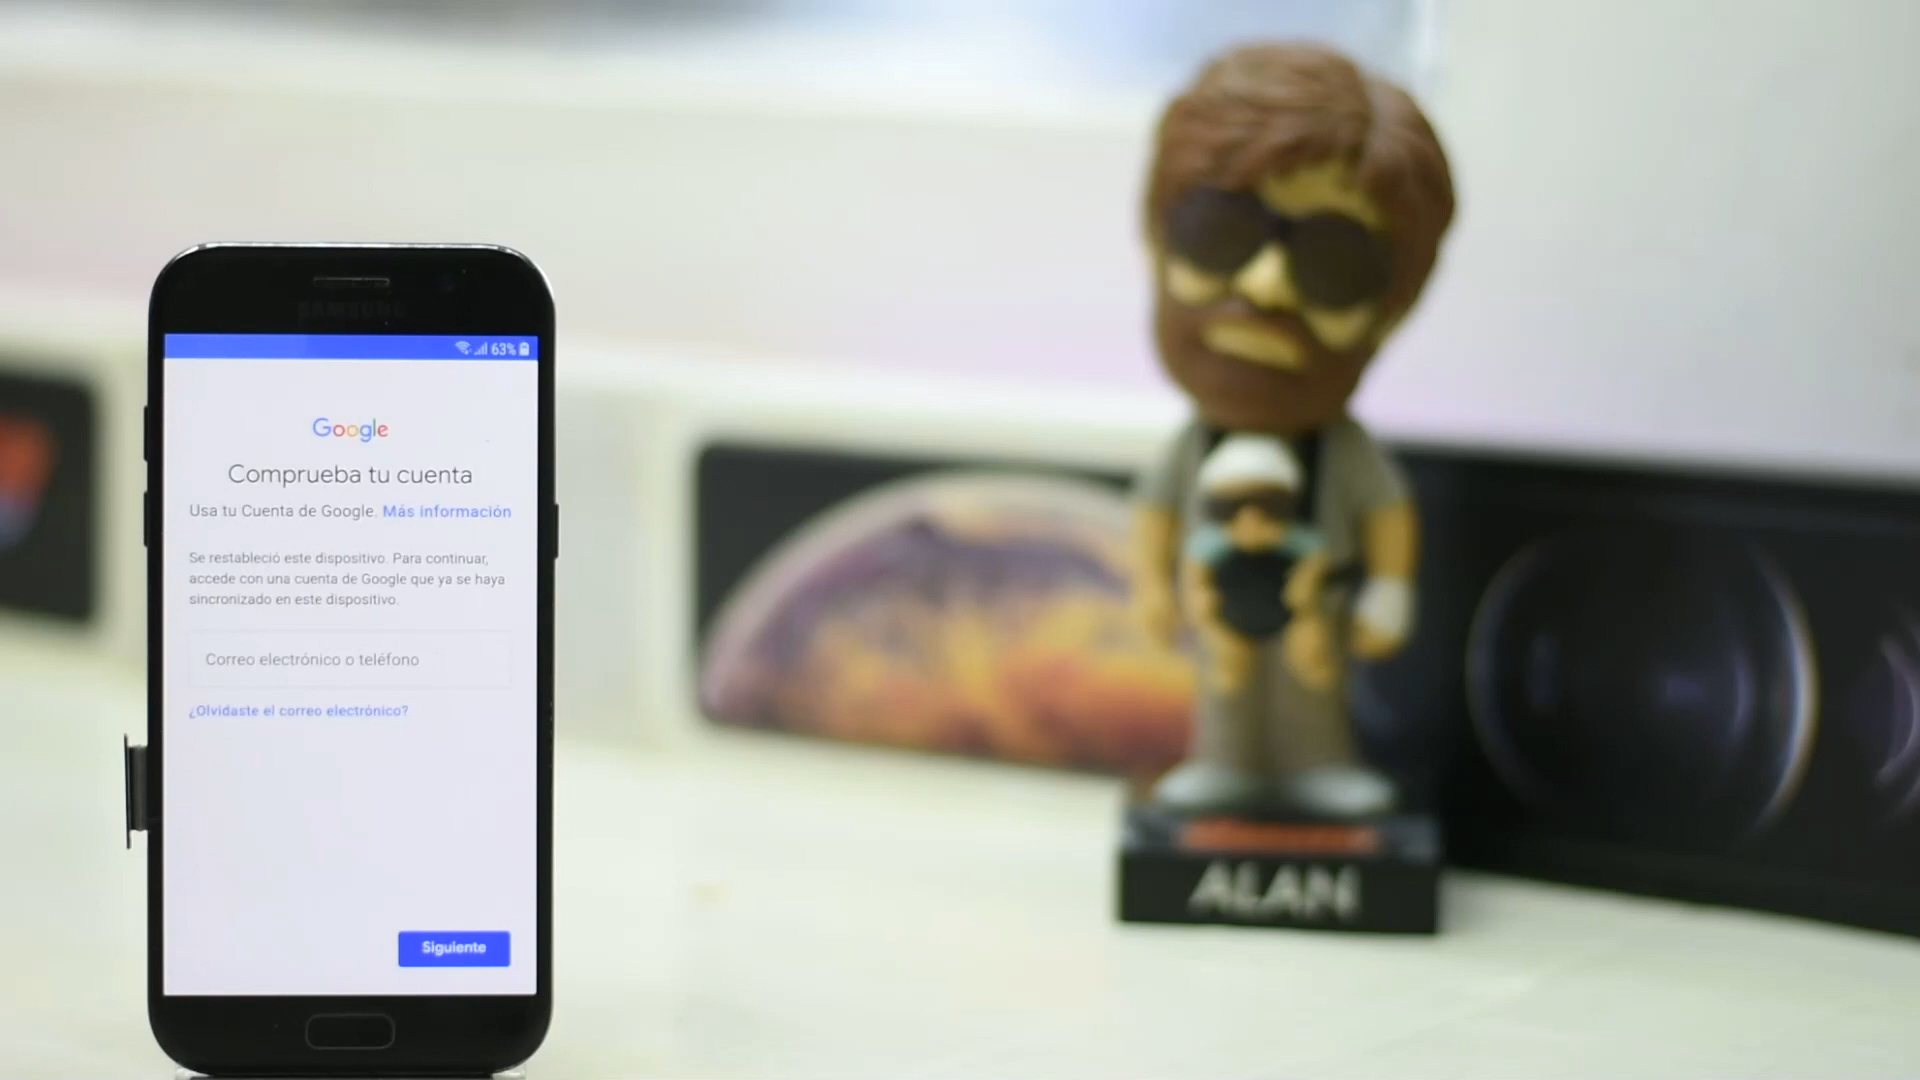 SAMSUNG
63%
Google
Comprueba tu cuenta
Usa tu Cuenta de Google. Más información
Se restableció este dispositivo. Para continuar,
accede con una cuenta de Google que ya se haya
sincronizado en este dispositivo.
Correo electrónico o teléfono
¿Olvidaste el correo electrónico?
Siguiente
ALAN